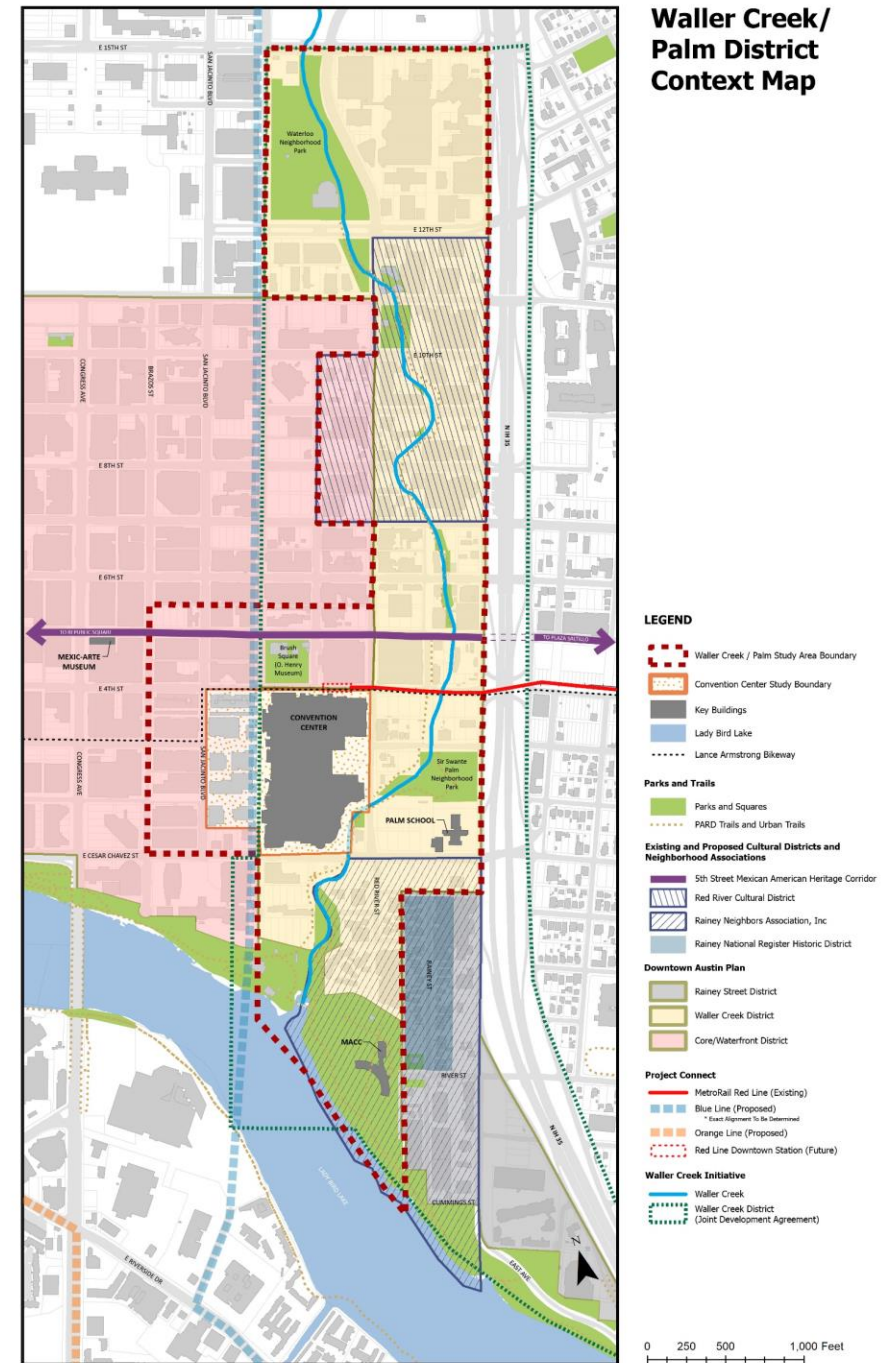 Waller Creek/
Palm District
Context Map
E 15TH ST
SAN JACINTO BLVD
Waterloo
Neighborhood
Park
E 12TH ST
E 10TH ST
CONGRESS AVE
BRAZOS ST
SAN JACINTO BLVD
N IH 35
E 8TH ST
E 6TH ST
TO REPUBLIC SQUARE
TO PLAZA SALTILLO
MEXIC-ARTE
MUSEUM
Brush
Square
(O. Henry
Museum)
E 4TH ST
CONVENTION
CENTER
CONGRESS AVE
SAN JACINTO BLVD
Sir Swante
Palm
Neighborhood
Park
PALM SCHOOL
E CESAR CHAVEZ ST
RED RIVER ST
RAINEY ST
MACC
RIVER ST
N IH 35
LADY BIRD LAKE
CUMMINGS ST
EAST AVE
E RIVERSIDE DR
N
LEGEND
Waller Creek / Palm Study Area Boundary
Convention Center Study Boundary
Key Buildings
Lady Bird Lake
Lance Armstrong Bikeway
Parks and Trails
Parks and Squares
PARD Trails and Urban Trails
Existing and Proposed Cultural Districts and
Neighborhood Associations
5th Street Mexican American Heritage Corridor
Red River Cultural District
Rainey Neighbors Association, Inc
Rainey National Register Historic District
Downtown Austin Plan
Rainey Street District
Waller Creek District
Core/Waterfront District
Project Connect
MetroRail Red Line (Existing)
Blue Line (Proposed)
* Exact Alignment To Be Determined
Orange Line (Proposed)
Red Line Downtown Station (Future)
Waller Creek Initiative
Waller Creek
Waller Creek District
(Joint Development Agreement)
0 250 500 1,000 Feet